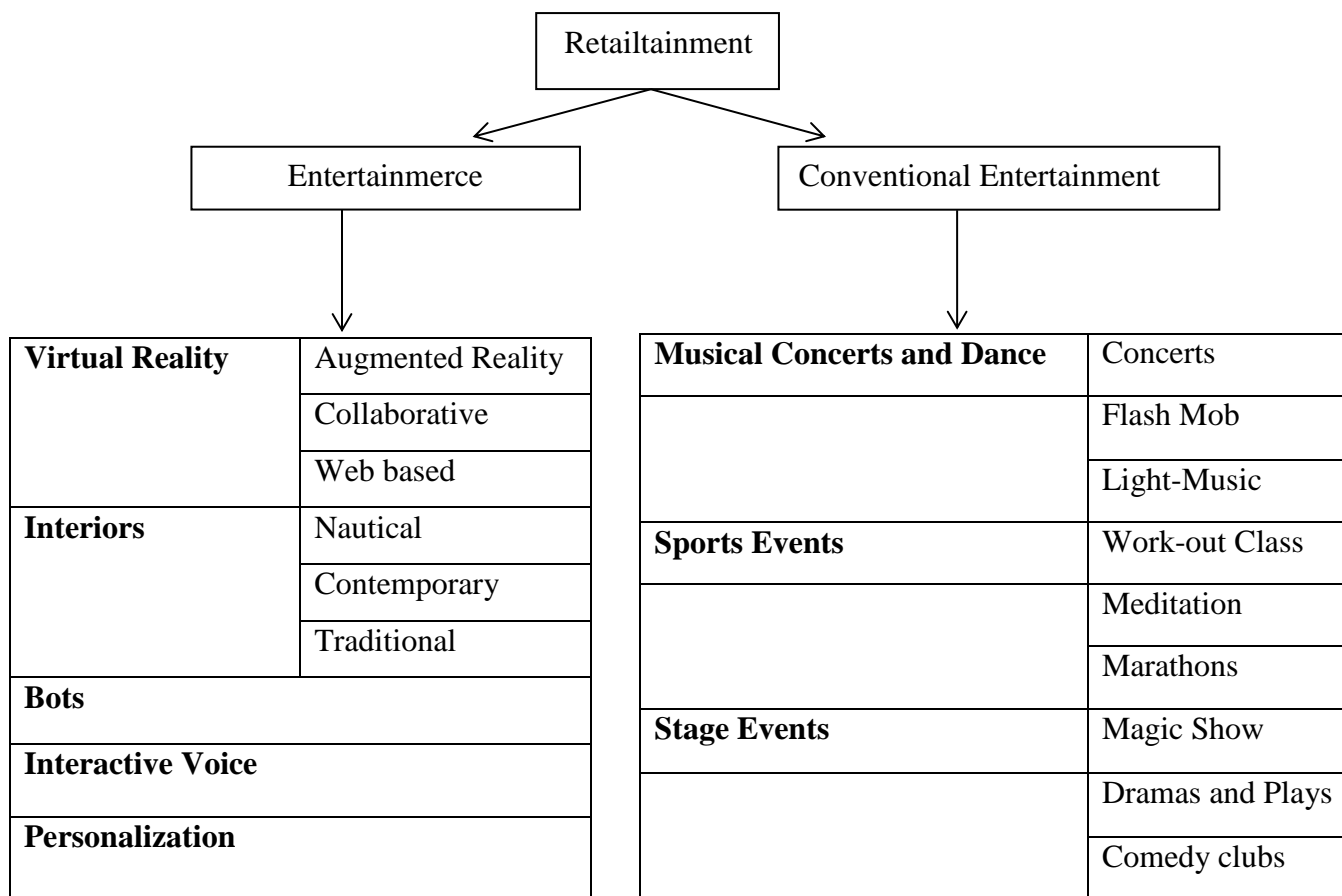 Retailtainment
Entertainmerce
Conventional Entertainment
Virtual Reality
Augmented Reality
Collaborative
Web based
Interiors
Nautical
Contemporary
Traditional
Bots
Interactive Voice
Personalization
Musical Concerts and Dance
Concerts
Flash Mob
Light-Music
Sports Events
Work-out Class
Meditation
Marathons
Stage Events
Magic Show
Dramas and Plays
Comedy clubs